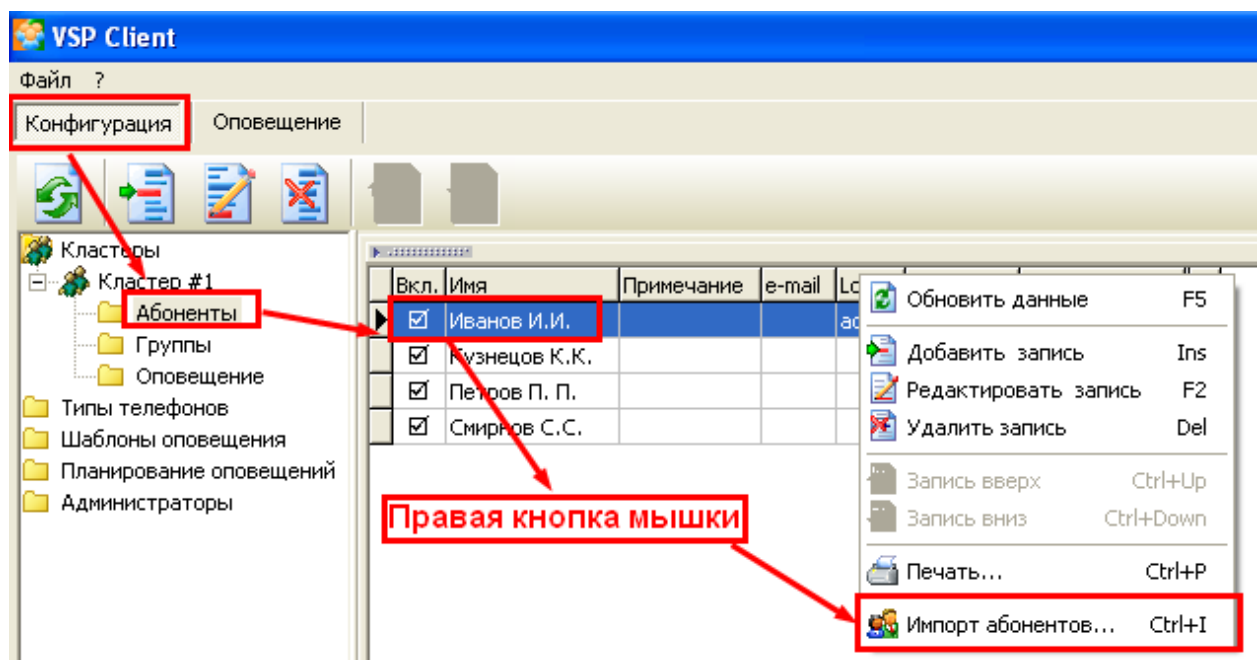 VSP Client
Файл ?
Конфигурация Оповещение
Кластеры
Кластер #1
Абоненты
Группы
Оповещение
Типы телефонов
Шаблоны оповещения
Планирование оповещений
Администраторы
Вкл. Имя Примечание e-mail
Иванов И.И.
Кузнецов К.К.
Петров П. П.
Смирнов С.С.
Правая кнопка мышки
Обновить данные F5
Добавить запись Ins
Редактировать запись F2
Удалить запись Del
Запись вверх Ctrl+Up
Запись вниз Ctrl+Down
Печать... Ctrl+P
Импорт абонентов... Ctrl+I